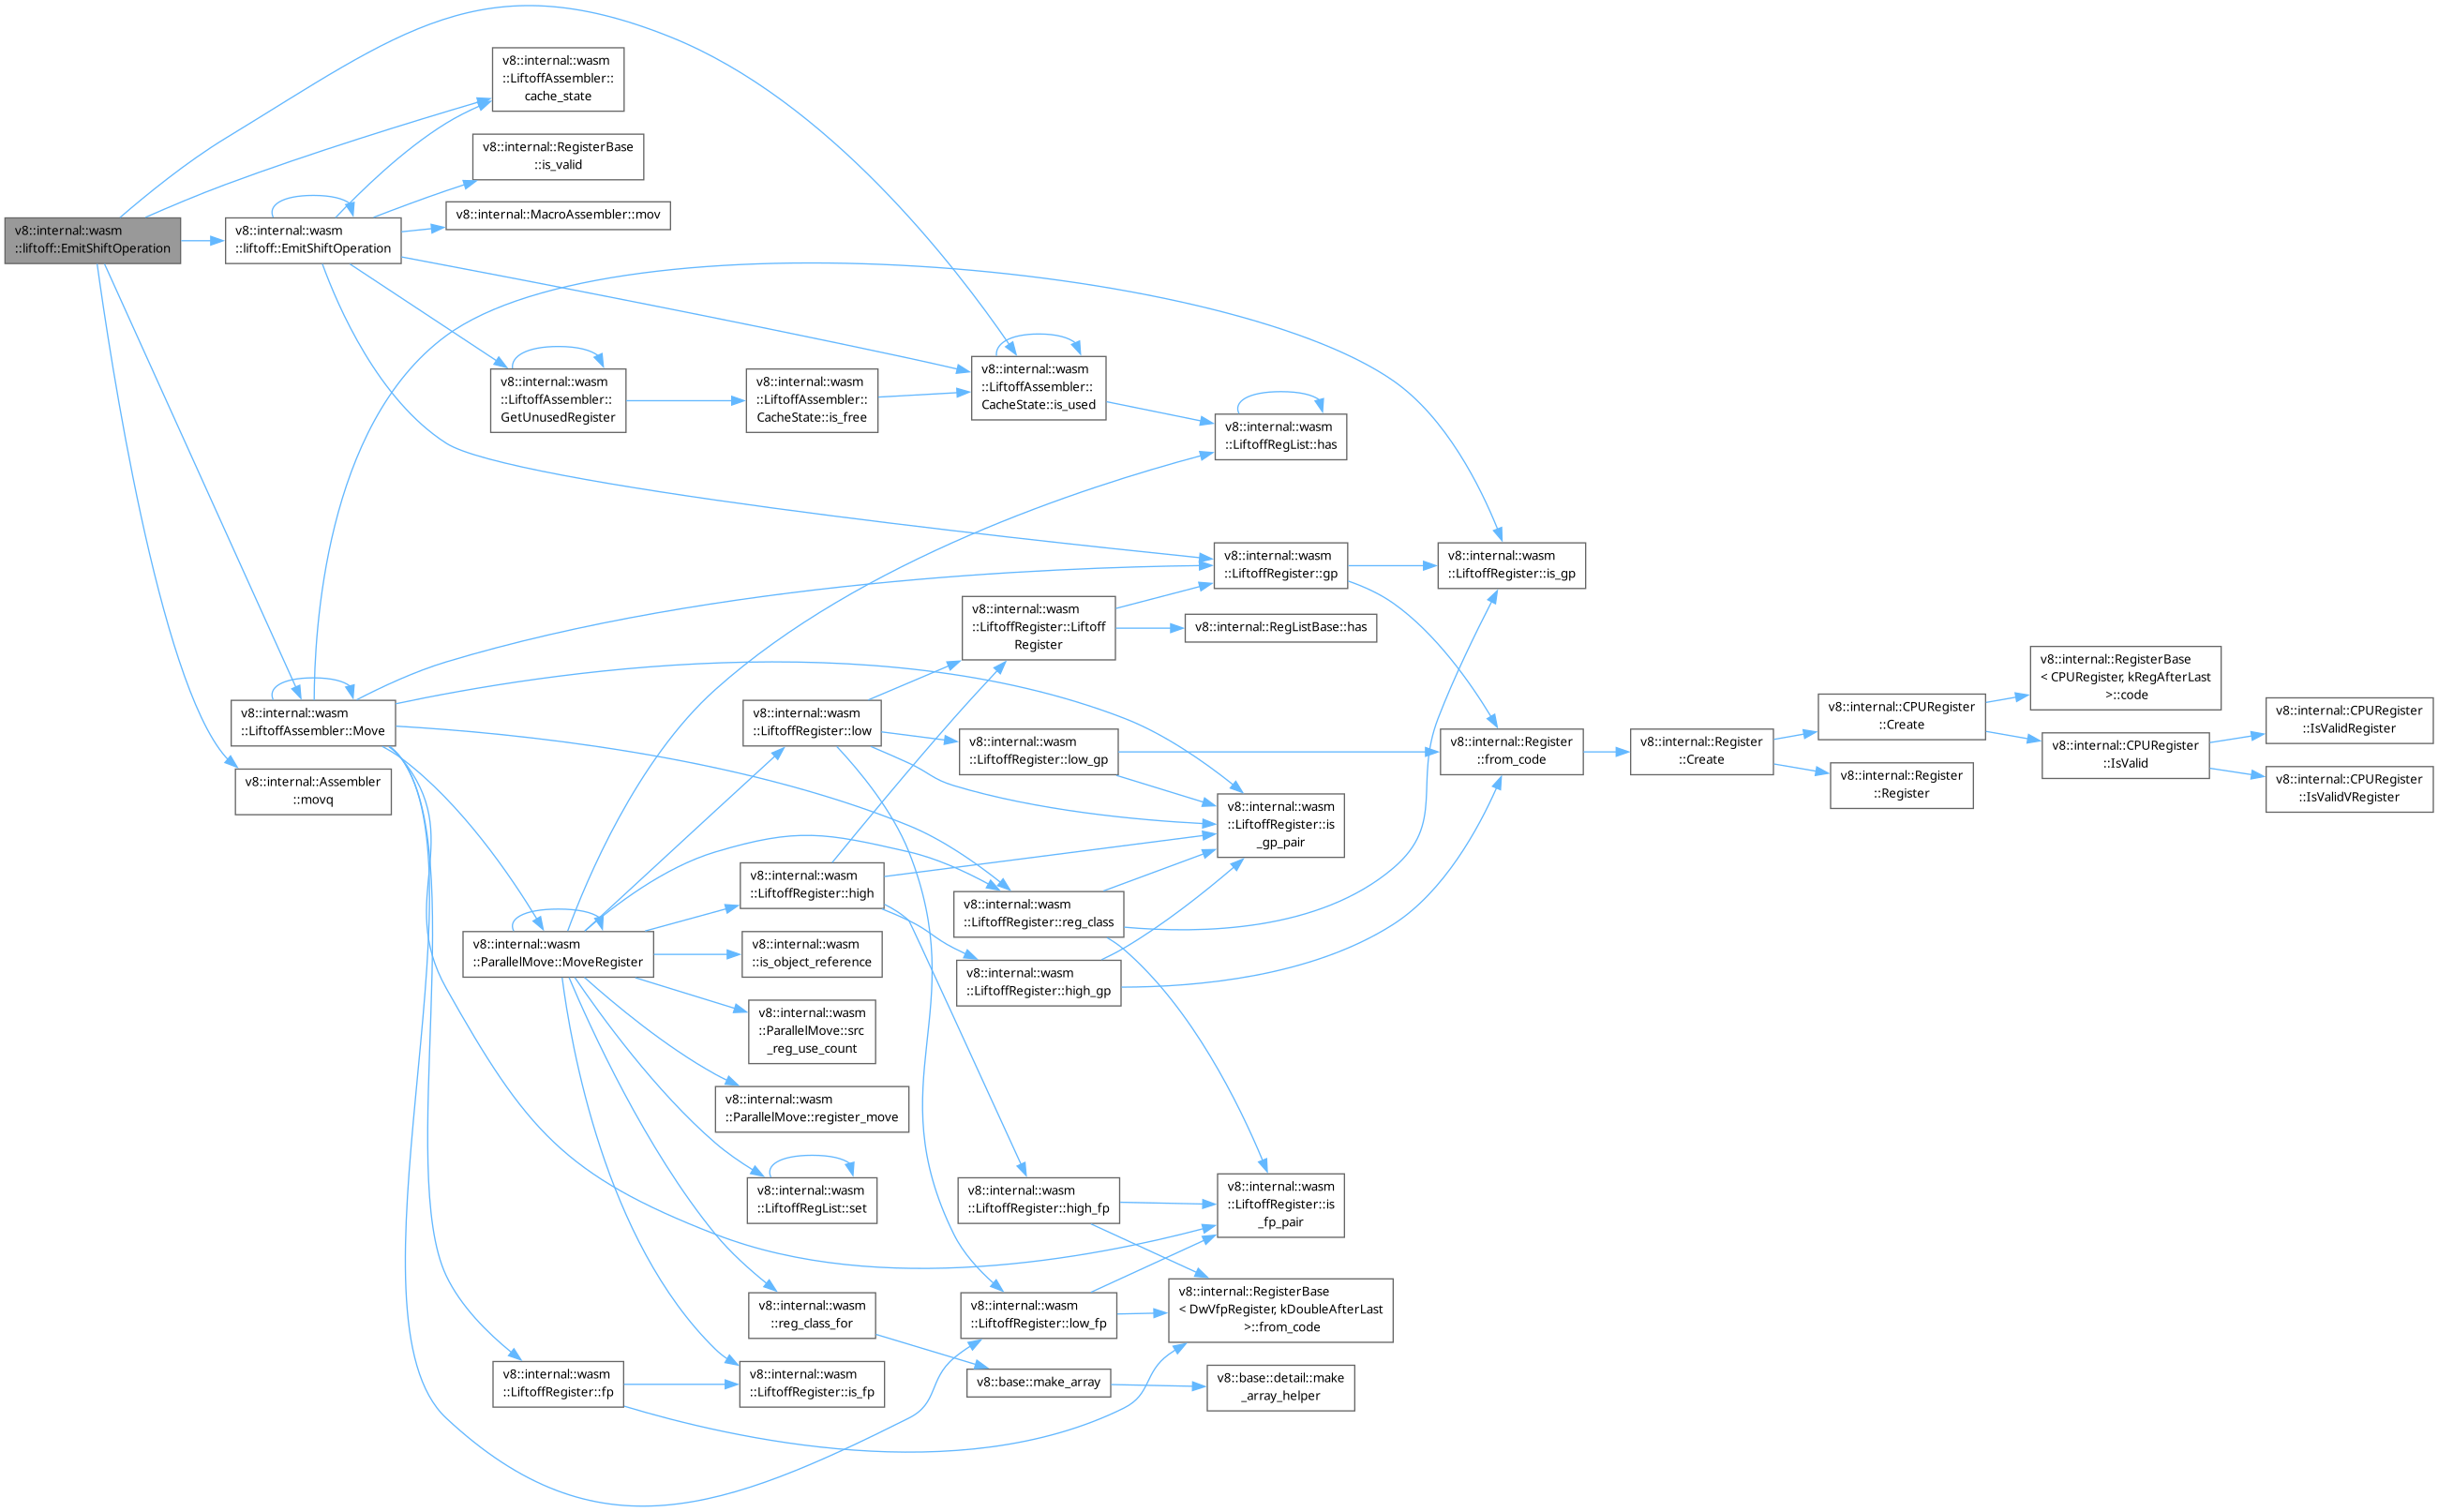 v8::internal::wasm
::liftoff::EmitShiftOperation
v8::internal::wasm
::LiftoffAssembler::
cache_state
v8::internal::RegisterBase
::is_valid
v8::internal::MacroAssembler::mov
v8::internal::wasm
::liftoff::EmitShiftOperation
v8::internal::wasm
::LiftoffAssembler::
GetUnusedRegister
v8::internal::wasm
::LiftoffAssembler::
CacheState::is_free
v8::internal::wasm
::LiftoffAssembler::
CacheState::is_used
v8::internal::wasm
::LiftoffRegList::has
v8::internal::wasm
::LiftoffRegister::gp
v8::internal::wasm
::LiftoffRegister::is_gp
v8::internal::wasm
::LiftoffRegister::Liftoff
Register
v8::internal::RegListBase::has
v8::internal::wasm
::LiftoffAssembler::Move
v8::internal::Assembler
::movq
v8::internal::wasm
::LiftoffRegister::low
v8::internal::wasm
::LiftoffRegister::low_gp
v8::internal::Register
::from_code
v8::internal::Register
::Create
v8::internal::CPURegister
::Create
v8::internal::Register
::Register
v8::internal::RegisterBase
< CPURegister, kRegAfterLast
>::code
v8::internal::CPURegister
::IsValid
v8::internal::CPURegister
::IsValidRegister
v8::internal::CPURegister
::IsValidVRegister
v8::internal::wasm
::LiftoffRegister::is
_gp_pair
v8::internal::wasm
::LiftoffRegister::high
v8::internal::wasm
::LiftoffRegister::reg_class
v8::internal::wasm
::ParallelMove::MoveRegister
v8::internal::wasm
::is_object_reference
v8::internal::wasm
::LiftoffRegister::high_gp
v8::internal::wasm
::ParallelMove::src
_reg_use_count
v8::internal::wasm
::ParallelMove::register_move
v8::internal::wasm
::LiftoffRegList::set
v8::internal::wasm
::LiftoffRegister::high_fp
v8::internal::wasm
::LiftoffRegister::is
_fp_pair
v8::internal::wasm
::reg_class_for
v8::internal::wasm
::LiftoffRegister::low_fp
v8::internal::RegisterBase
< DwVfpRegister, kDoubleAfterLast
>::from_code
v8::internal::wasm
::LiftoffRegister::fp
v8::internal::wasm
::LiftoffRegister::is_fp
v8::base::make_array
v8::base::detail::make
_array_helper